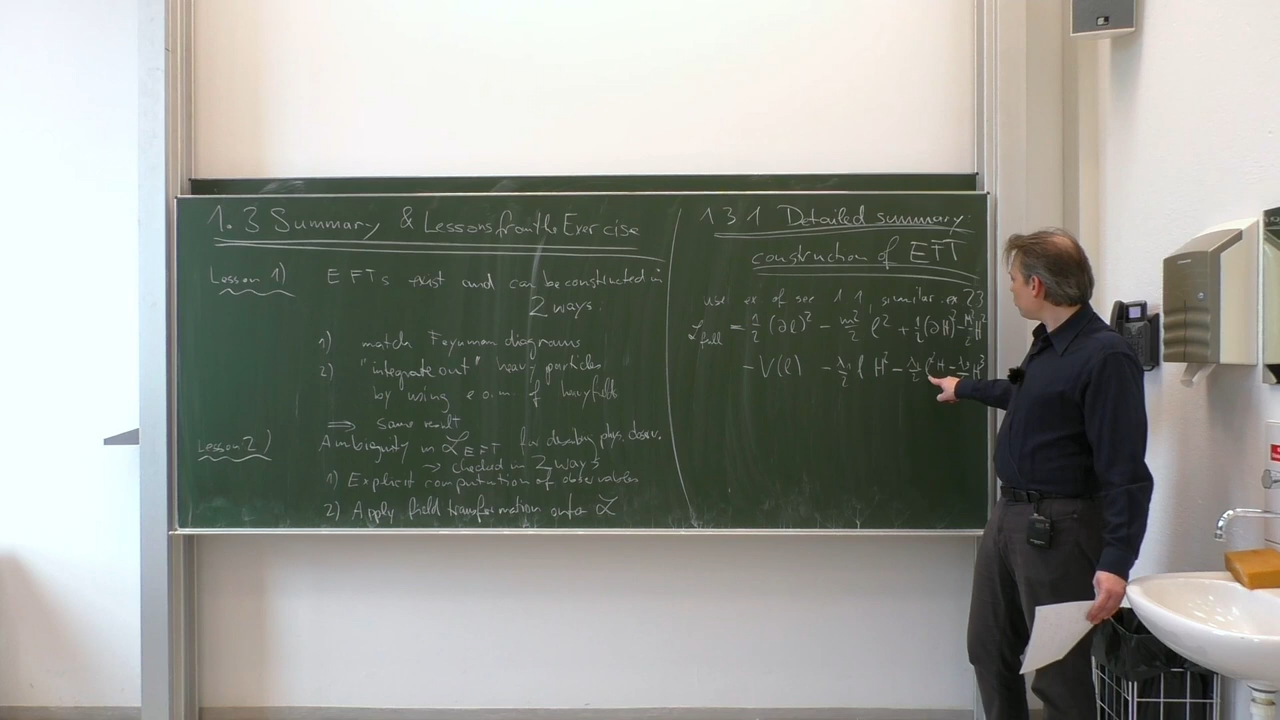 1.3 Summary & Lessons from the Exercise
Lesson 1) EFTs exist and can be constructed in
2 ways:
1) match Feynman diagrams
2) "integrate out" heavy particles
by using e.o.m. of heavy fields
⟹ same result
Lesson 2) Ambiguity in ℒ_EFT for describing phys. observ.
→ checked in 2 ways
1) Explicit computation of observables
2) Apply field transformation onto ℒ
1 3 1 Detailed summary:
construction of EFT
use ex of sec 1 1, similar ex 2 3
ℒ_full = 1/2 (∂ℓ)² − m²/2 ℓ² + 1/2 (∂H)² − M²/2 H²
− V(ℓ) − λ₁/2 ℓ H² − λ₂/2 ℓ² H − λ₃/ H³